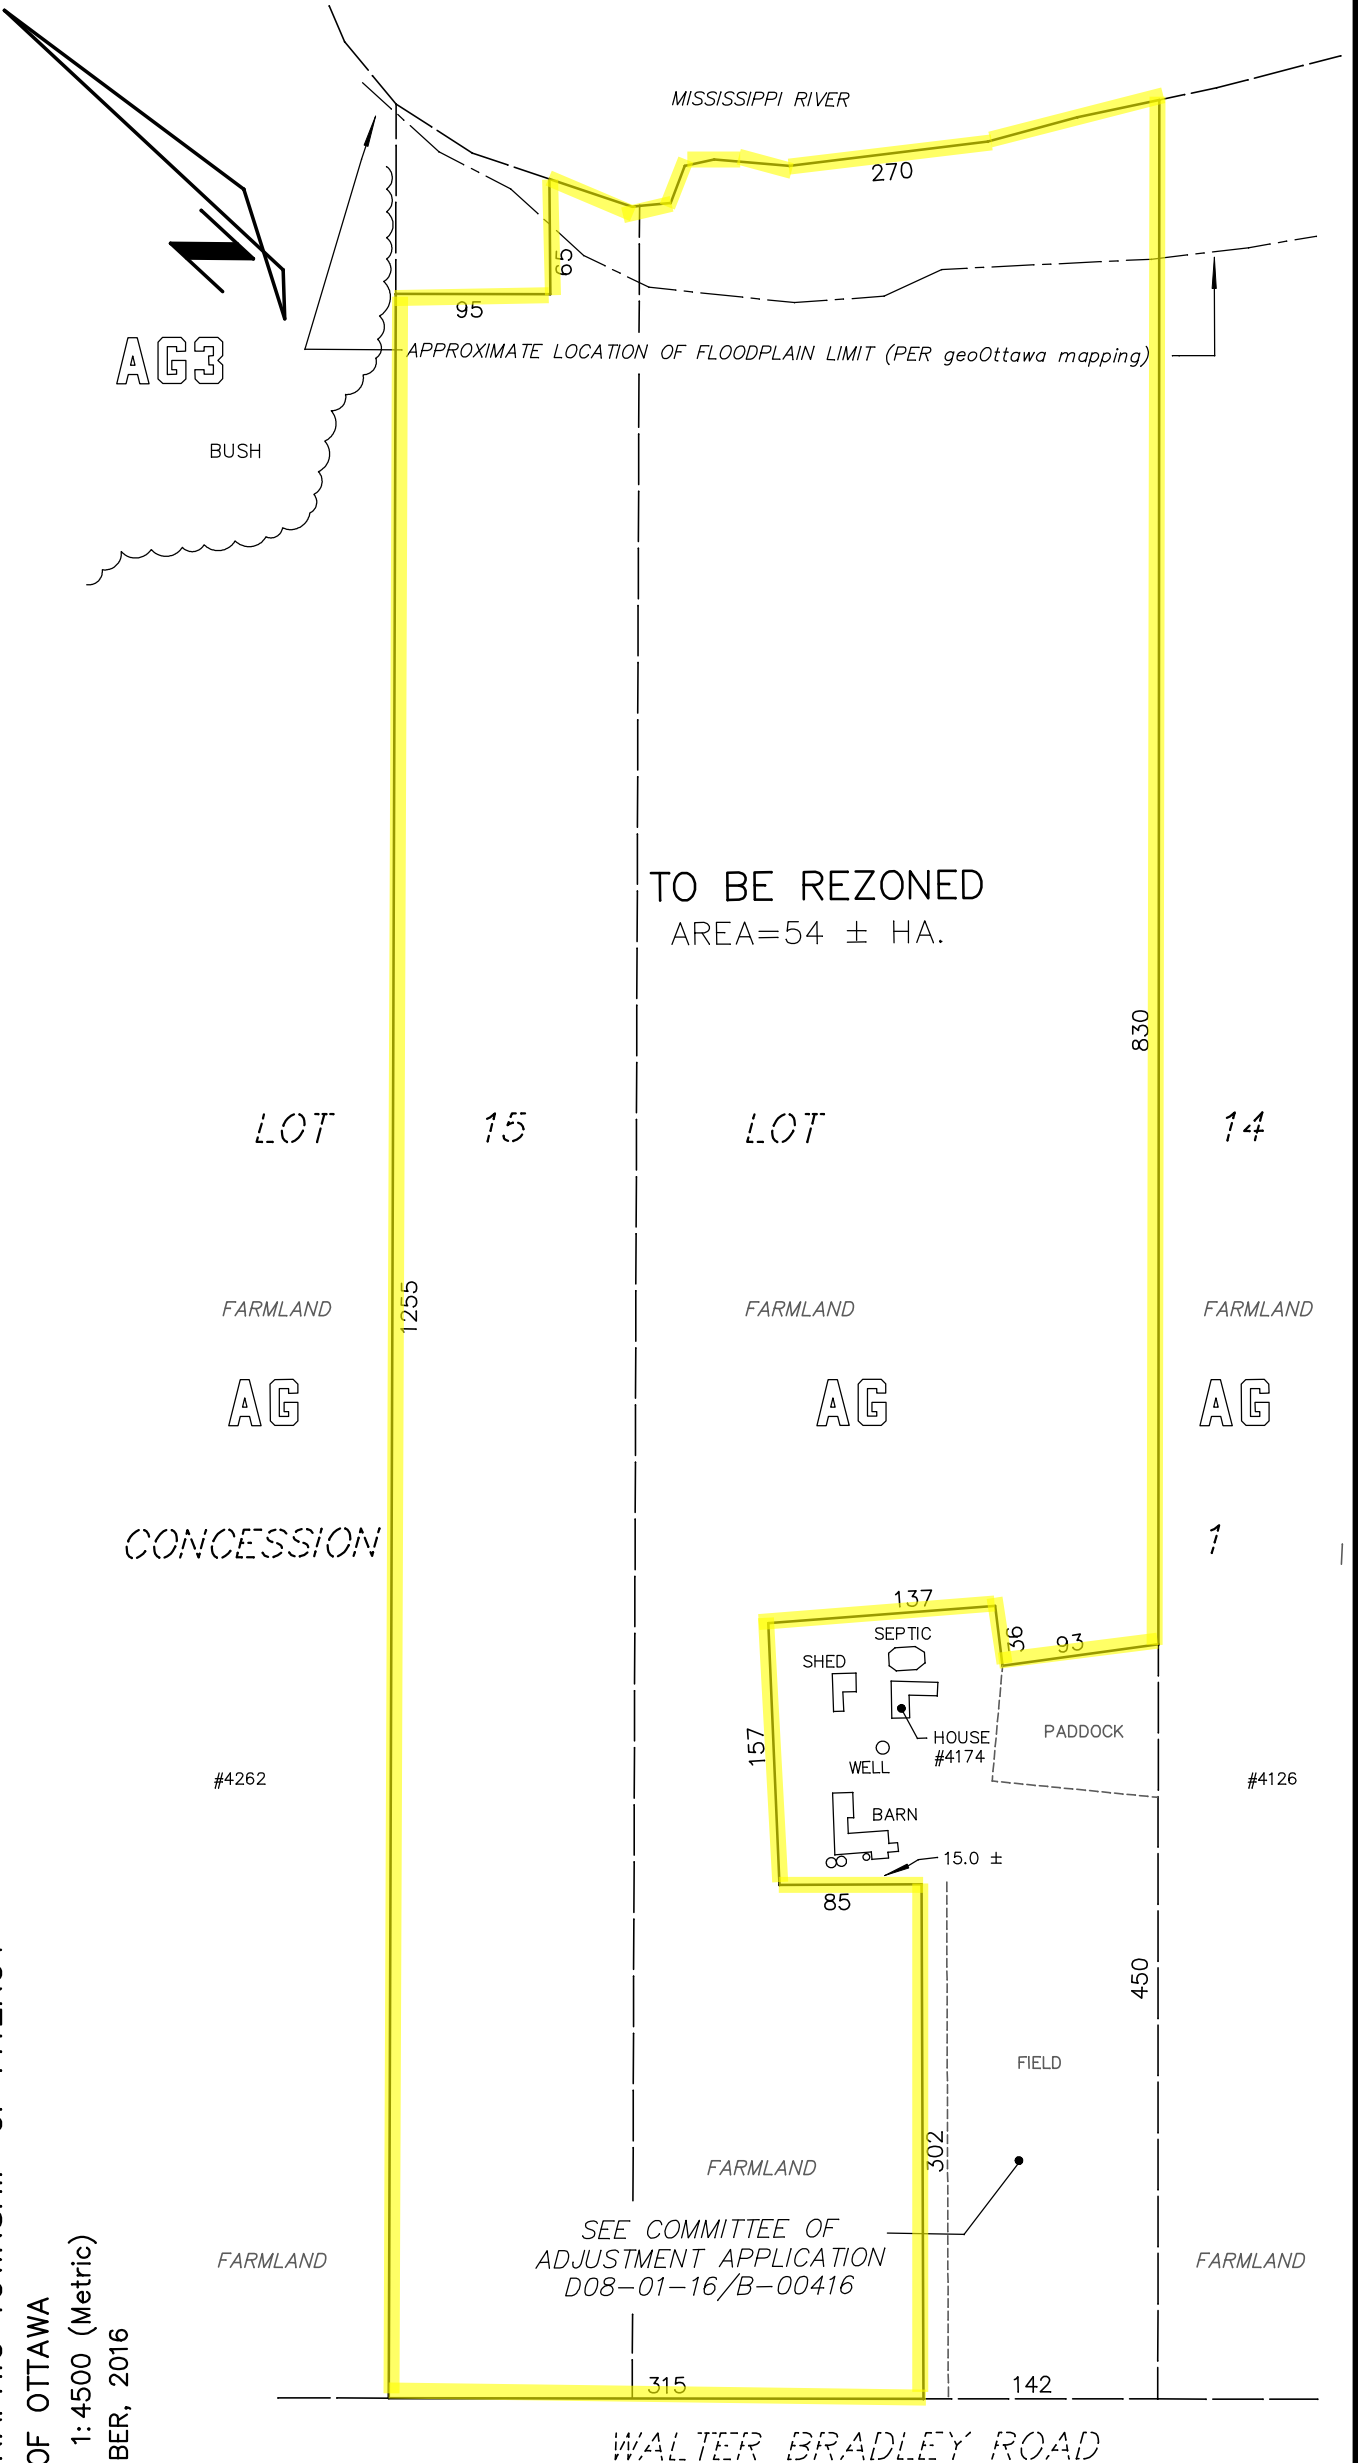 MISSISSIPPI RIVER
270
65
95
APPROXIMATE LOCATION OF FLOODPLAIN LIMIT (PER geoOttawa mapping)
AG3
BUSH
TO BE REZONED
AREA=54 ± HA.
830
LOT 15 LOT 14
1255
FARMLAND FARMLAND FARMLAND
AG AG AG
CONCESSION 1
137
36
93
SEPTIC
SHED
PADDOCK
HOUSE
#4174
157
WELL
#4262
#4126
BARN
15.0 ±
85
450
FIELD
302
FARMLAND
SEE COMMITTEE OF
ADJUSTMENT APPLICATION
D08-01-16/B-00416
FARMLAND FARMLAND
OF OTTAWA
1:4500 (Metric)
BER, 2016
315
142
WALTER BRADLEY ROAD